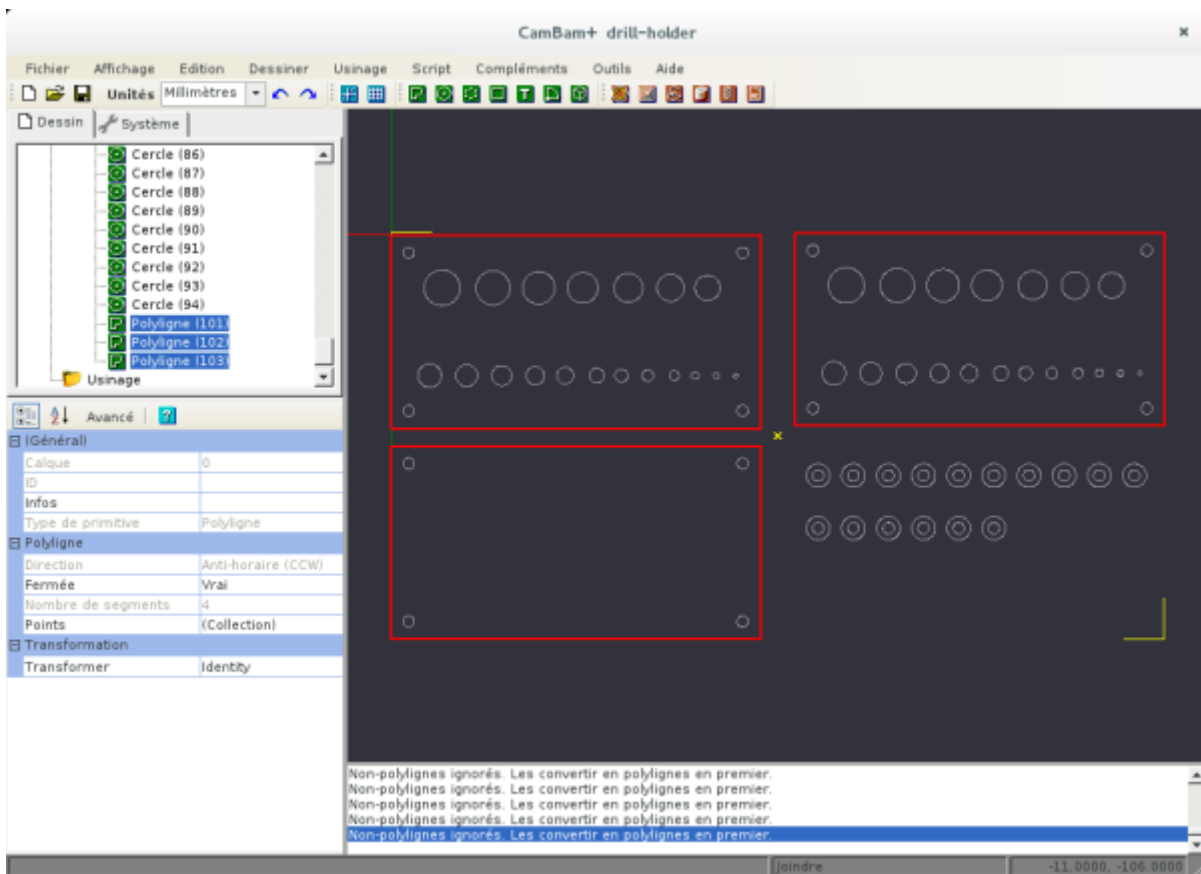 CamBam+ drill-holder
Fichier Affichage Edition Dessiner Usinage Script Compléments Outils Aide
Unités Millimètres
Dessin Système
Cercle (86)
Cercle (87)
Cercle (88)
Cercle (89)
Cercle (90)
Cercle (91)
Cercle (92)
Cercle (93)
Cercle (94)
Polyligne (101)
Polyligne (102)
Polyligne (103)
Usinage
Avancé
(Général)
Calque 0
ID
Infos
Type de primitive Polyligne
Polyligne
Direction Anti-horaire (CCW)
Fermée Vrai
Nombre de segments 4
Points (Collection)
Transformation
Transformer Identity
Non-polylignes ignorés. Les convertir en polylignes en premier.
Non-polylignes ignorés. Les convertir en polylignes en premier.
Non-polylignes ignorés. Les convertir en polylignes en premier.
Non-polylignes ignorés. Les convertir en polylignes en premier.
Non-polylignes ignorés. Les convertir en polylignes en premier.
Joindre -11.0000, -106.0000